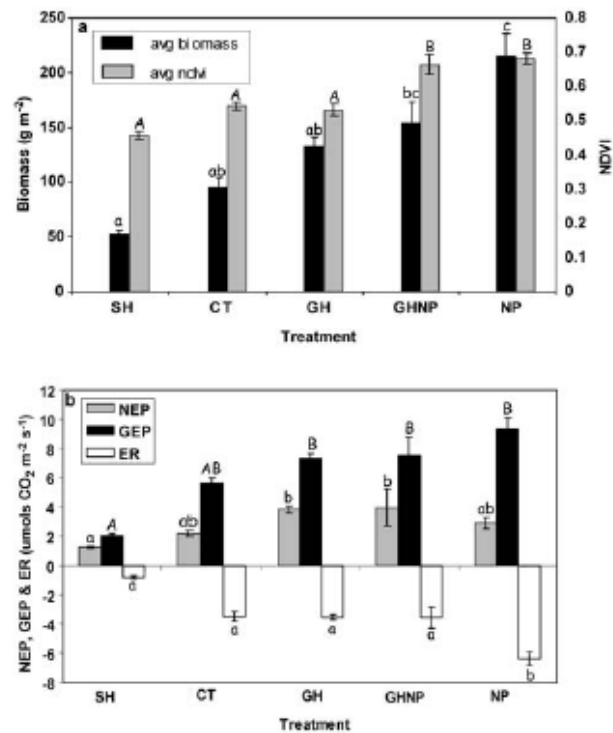 a
avg biomass
avg ndvi
Biomass (g m-2)
250
200
150
100
50
0
NDVI
0.8
0.7
0.6
0.5
0.4
0.3
0.2
0.1
0
a A
ab A
ab A
bc B
c B
SH CT GH GHNP NP
Treatment
b
NEP
GEP
ER
NEP, GEP & ER (umols CO2 m-2 s-1)
12
10
8
6
4
2
0
-2
-4
-6
-8
a A a
ab AB a
b B a
b B a
ab B b
SH CT GH GHNP NP
Treatment